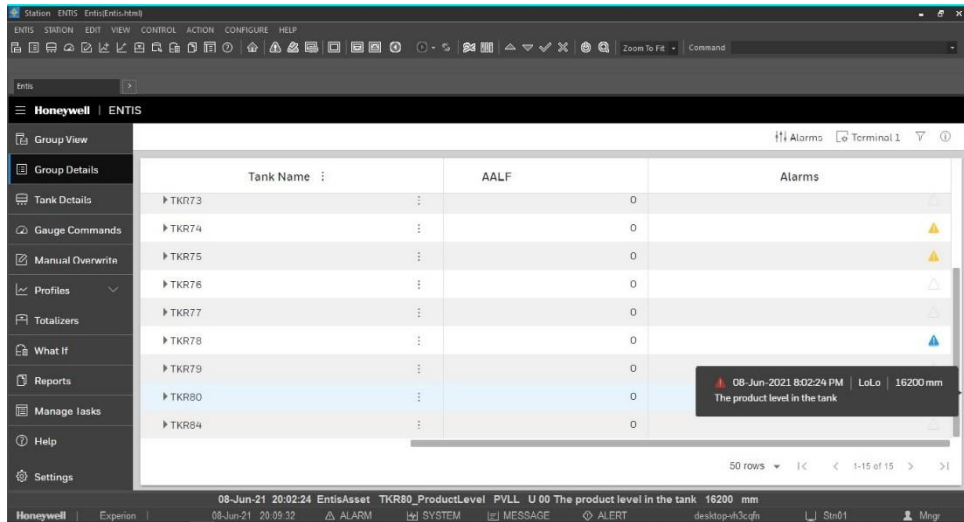 Station ENTIS Entis(Entis.html)
ENTIS STATION EDIT VIEW CONTROL ACTION CONFIGURE HELP
Zoom To Fit Command
Entis
Honeywell | ENTIS
Group View
Alarms Terminal 1
Group Details
Tank Name AALF Alarms
Tank Details
TKR73 0
Gauge Commands
TKR74 0
Manual Overwrite
TKR75 0
Profiles
TKR76 0
Totalizers
TKR77 0
What If
TKR78 0
Reports
TKR79 0
08-Jun-2021 8:02:24 PM | LoLo | 16200 mm
The product level in the tank
Manage Tasks
TKR80 0
Help
TKR84 0
Settings
50 rows 1-15 of 15
08-Jun-21 20:02:24 EntisAsset TKR80_ProductLevel PVLL U 00 The product level in the tank 16200 mm
Honeywell Experion 08-Jun-21 20:09:32 ALARM SYSTEM MESSAGE ALERT desktop-vh3cqfn Stn01 Mngr